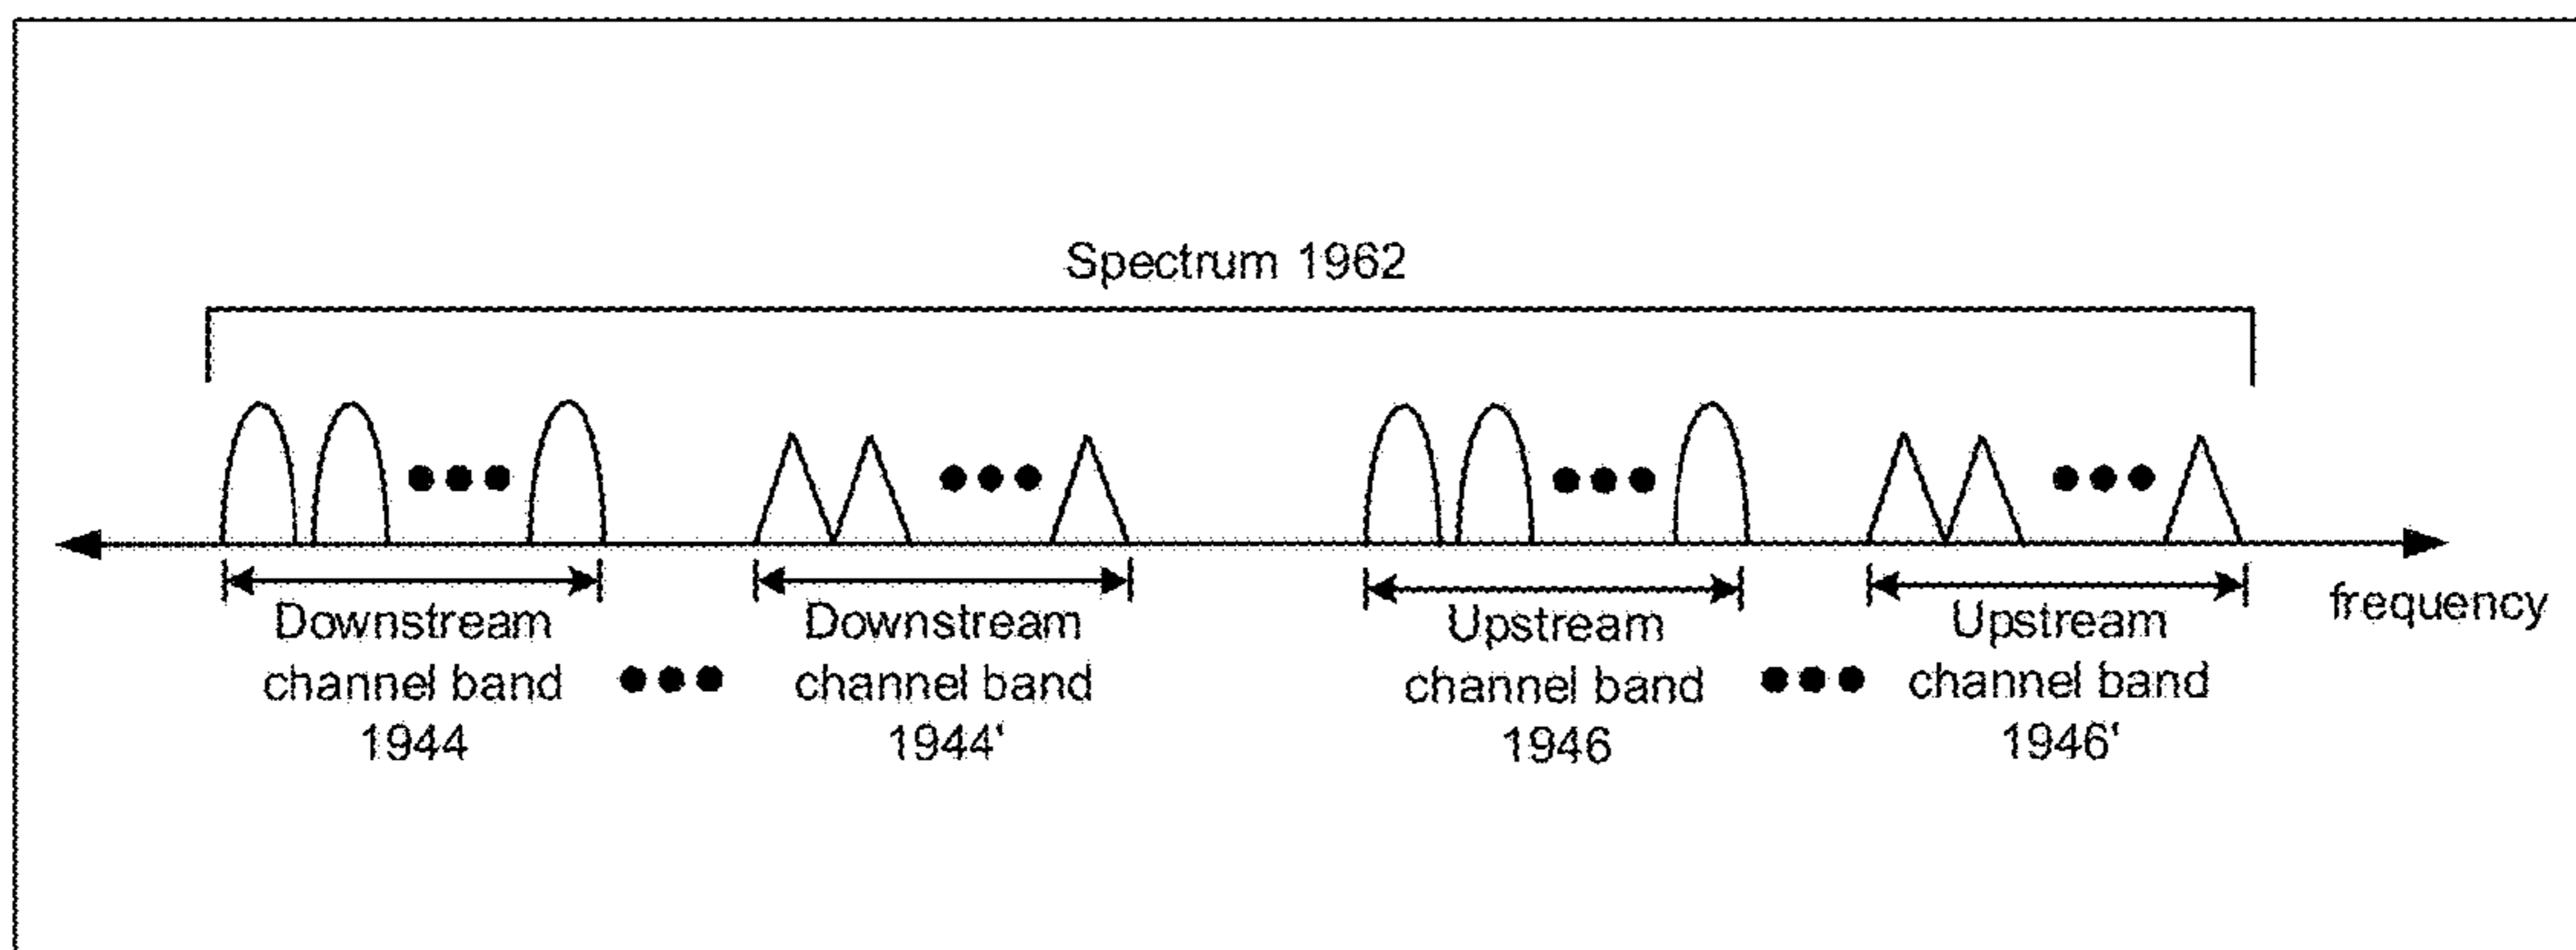 Spectrum 1962
Downstream
channel band
1944
Downstream
channel band
1944'
Upstream
channel band
1946
Upstream
channel band
1946'
frequency